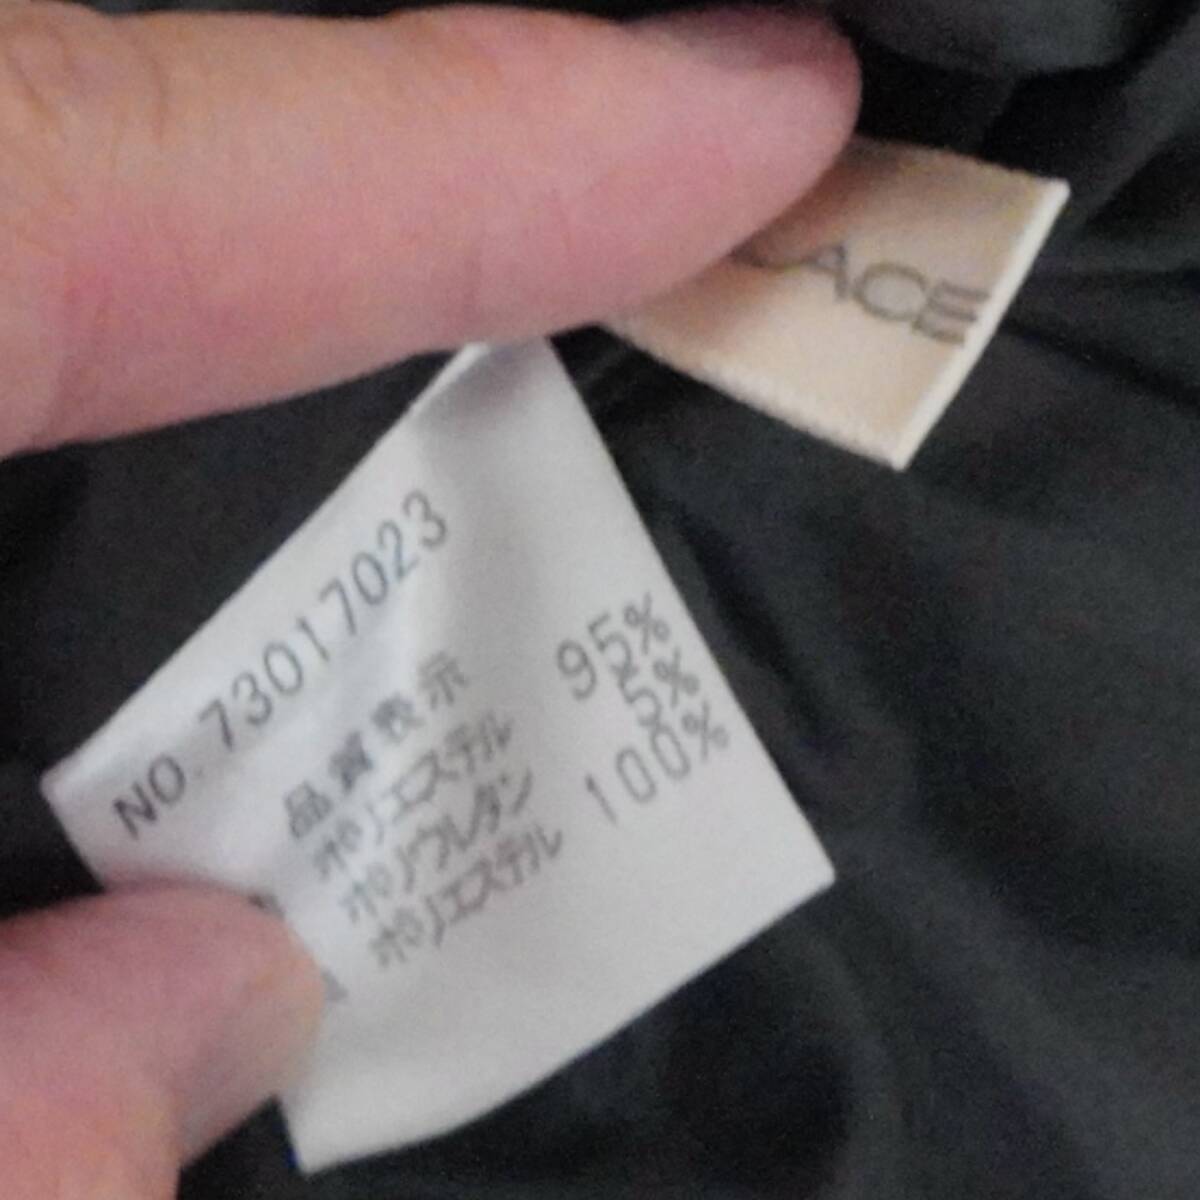 LACE
NO. 73017023
品質表示
ポリエステル 95%
ポリウレタン 5%
ポリエステル 100%